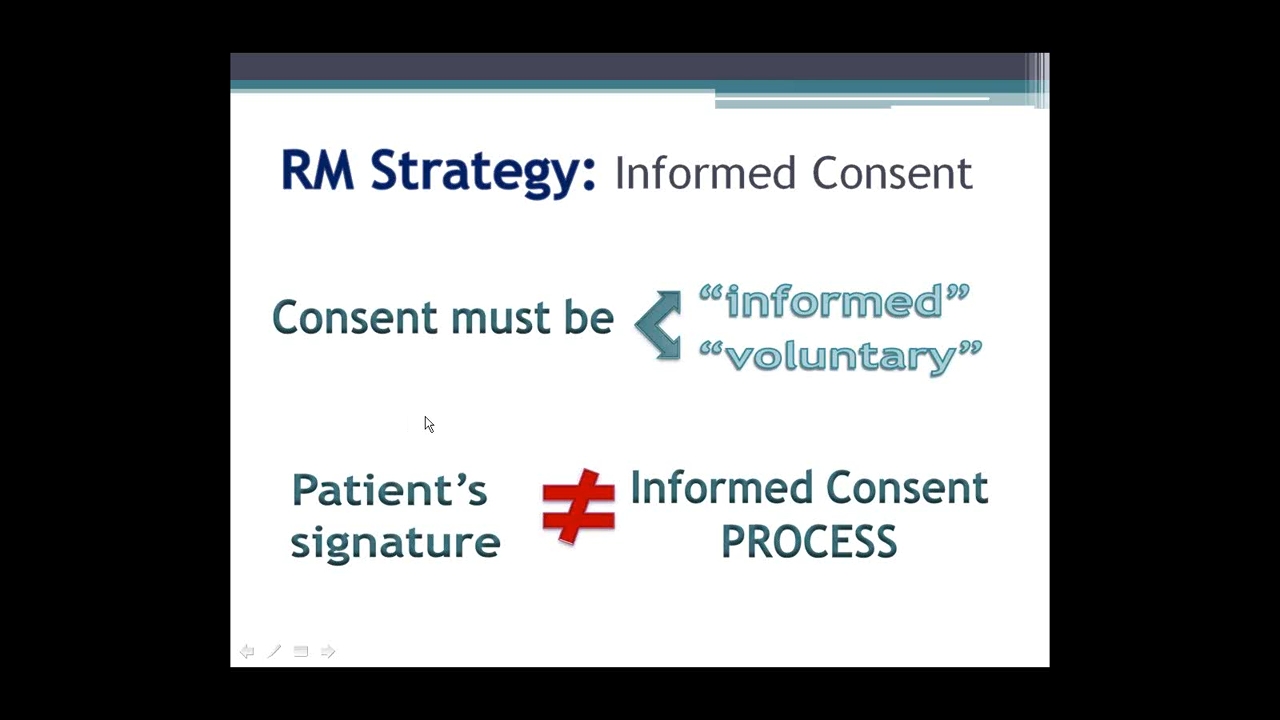 RM Strategy: Informed Consent
Consent must be
“informed”
“voluntary”
Patient’s
signature
≠
Informed Consent
PROCESS